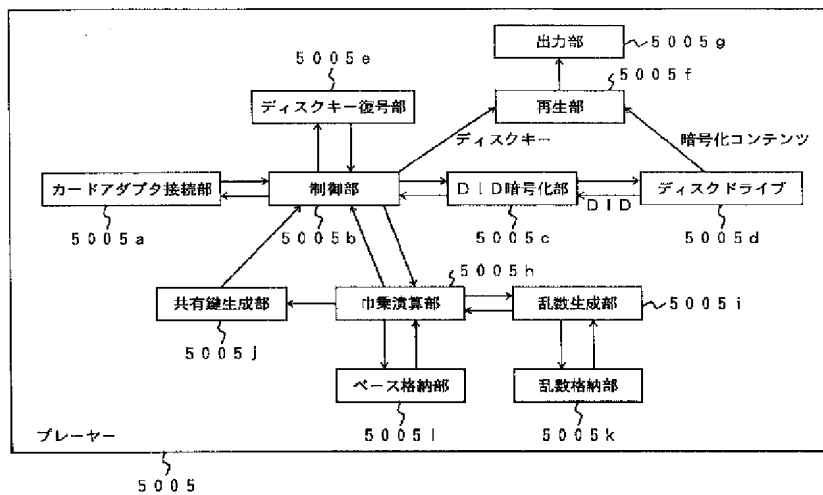 出力部
5005g
5005e
5005f
ディスクキー復号部
再生部
ディスクキー
暗号化コンテンツ
カードアダプタ接続部
制御部
DID暗号化部
ディスクドライブ
DID
5005a
5005b
5005c
5005d
5005h
共有鍵生成部
巾乗演算部
乱数生成部
5005i
5005j
ベース格納部
乱数格納部
プレーヤー
5005l
5005k
5005